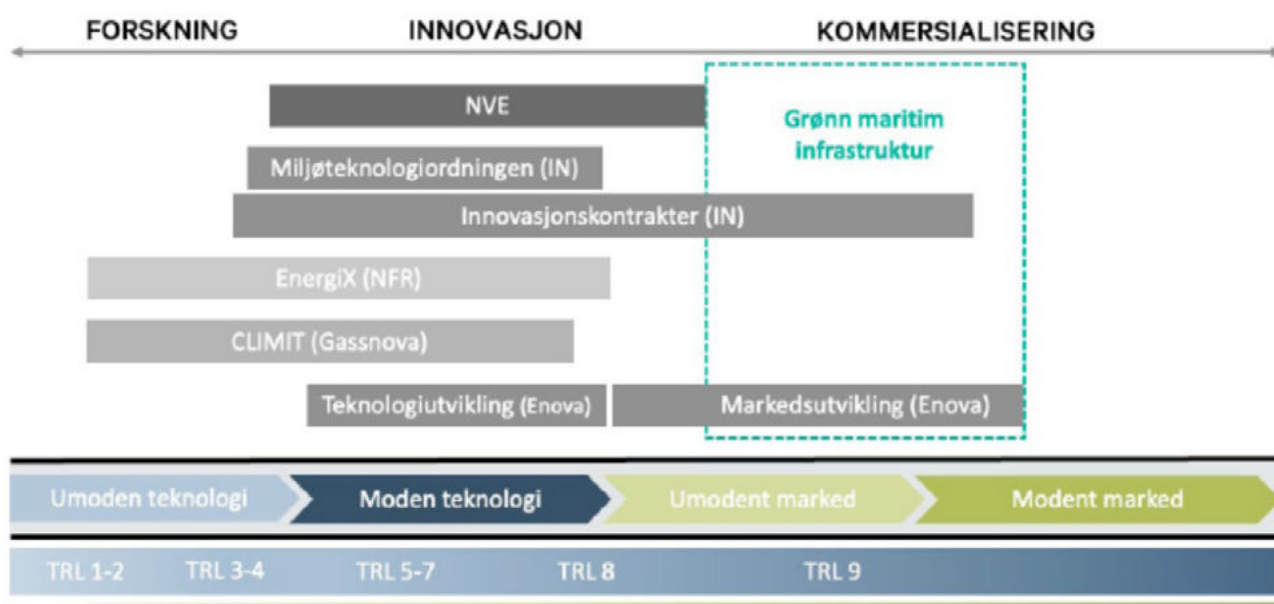 FORSKNING INNOVASJON KOMMERSIALISERING
NVE
Grønn maritim
infrastruktur
Miljøteknologiordningen (IN)
Innovasjonskontrakter (IN)
EnergiX (NFR)
CLIMIT (Gassnova)
Teknologiutvikling (Enova) Markedsutvikling (Enova)
Umoden teknologi Moden teknologi Umodent marked Modent marked
TRL 1-2 TRL 3-4 TRL 5-7 TRL 8 TRL 9